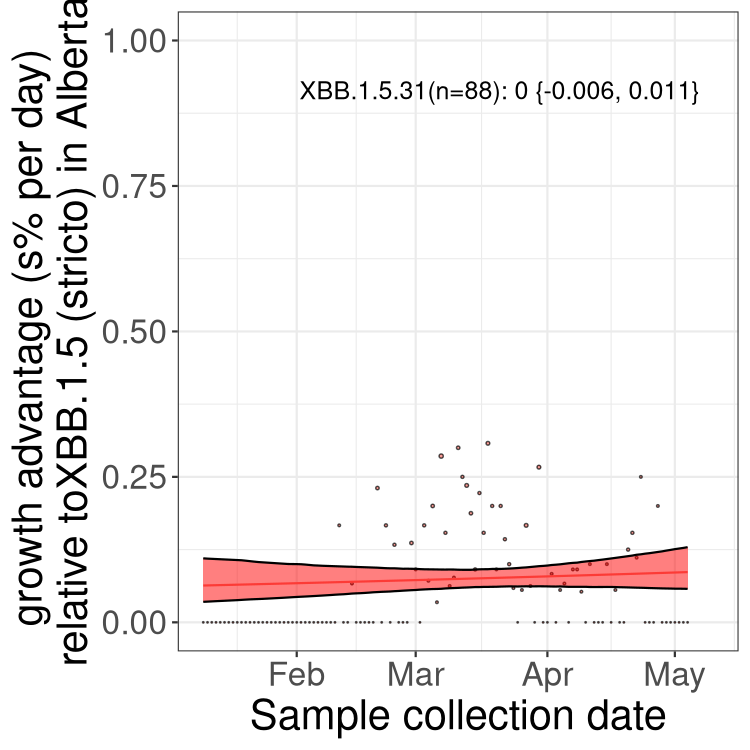 growth advantage (s% per day)
relative toXBB.1.5 (stricto) in Alberta
1.00
0.75
0.50
0.25
0.00
XBB.1.5.31(n=88): 0 {-0.006, 0.011}
Feb Mar Apr May
Sample collection date